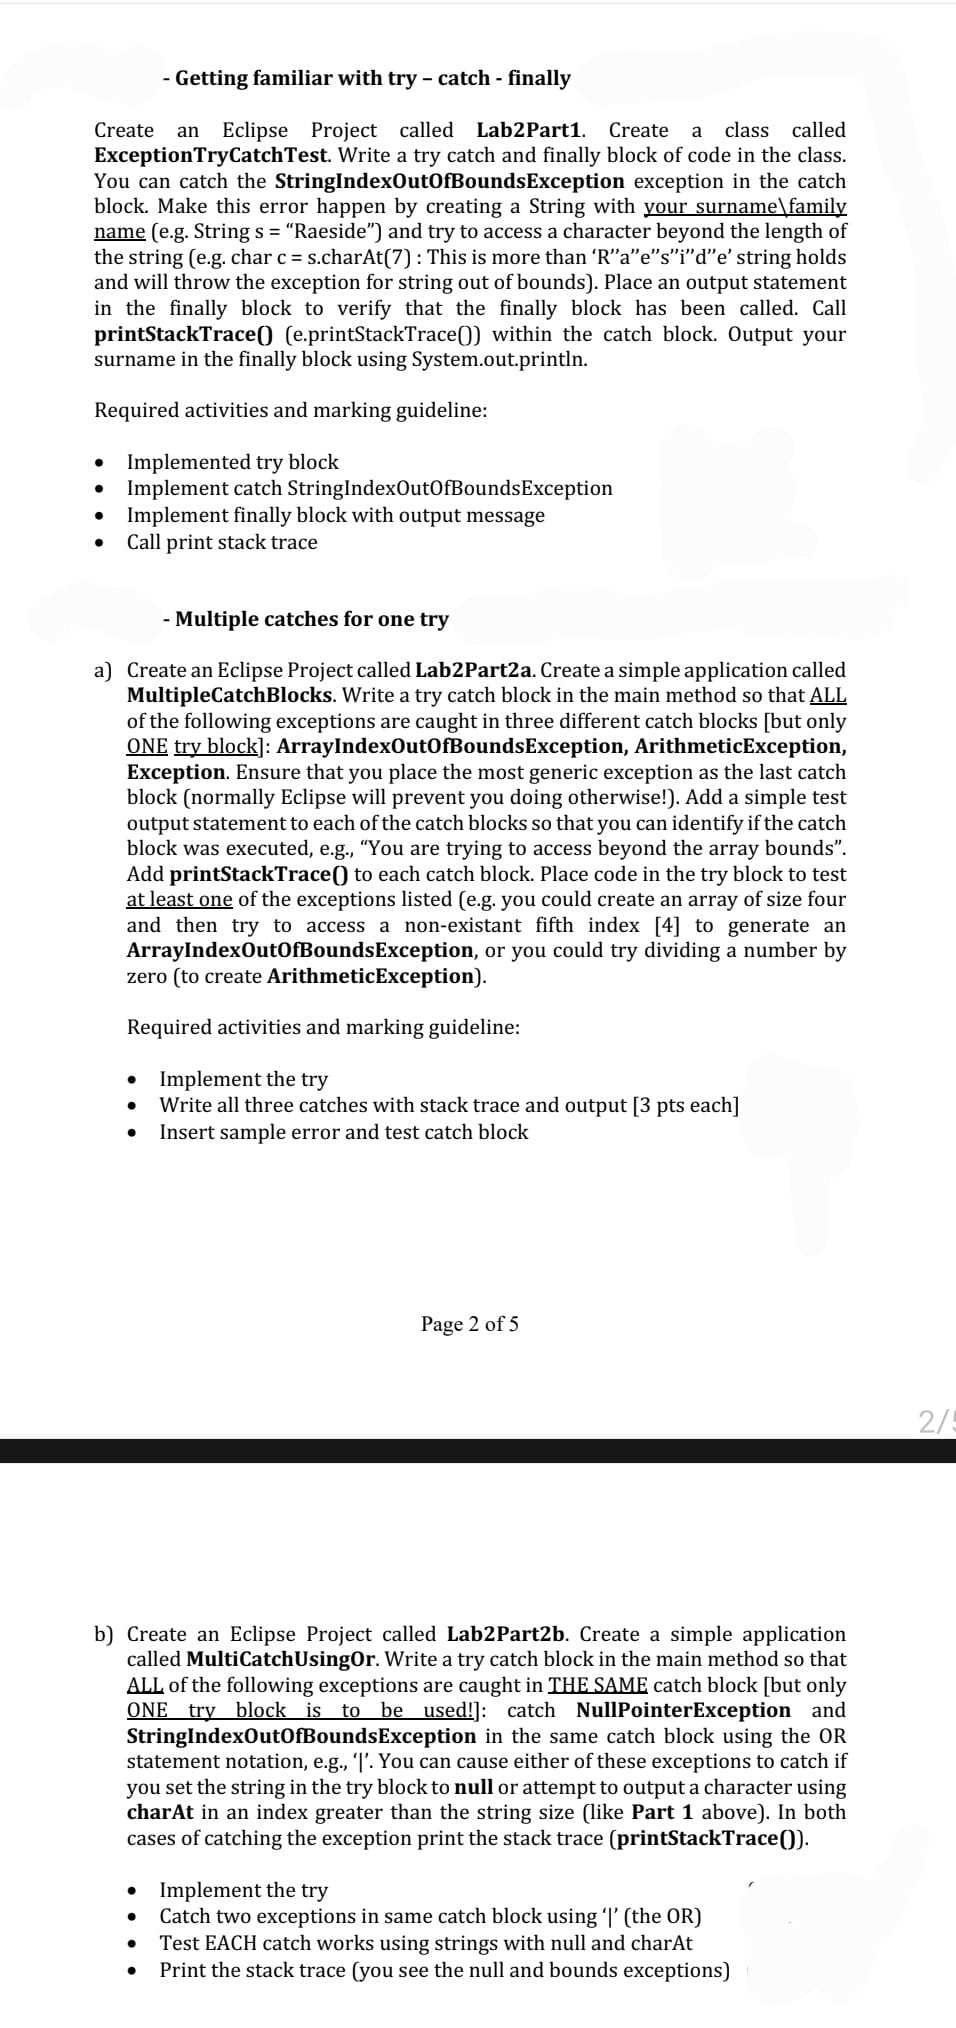 - Getting familiar with try – catch - finally
Create an Eclipse Project called Lab2Part1. Create a class called
ExceptionTryCatchTest. Write a try catch and finally block of code in the class.
You can catch the StringIndexOutOfBoundsException exception in the catch
block. Make this error happen by creating a String with your surname\family
name (e.g. String s = “Raeside”) and try to access a character beyond the length of
the string (e.g. char c = s.charAt(7) : This is more than ‘R’’a’’e’’s’’i’’d’’e’ string holds
and will throw the exception for string out of bounds). Place an output statement
in the finally block to verify that the finally block has been called. Call
printStackTrace() (e.printStackTrace()) within the catch block. Output your
surname in the finally block using System.out.println.
Required activities and marking guideline:
• Implemented try block
• Implement catch StringIndexOutOfBoundsException
• Implement finally block with output message
• Call print stack trace
- Multiple catches for one try
a) Create an Eclipse Project called Lab2Part2a. Create a simple application called
MultipleCatchBlocks. Write a try catch block in the main method so that ALL
of the following exceptions are caught in three different catch blocks [but only
ONE try block]: ArrayIndexOutOfBoundsException, ArithmeticException,
Exception. Ensure that you place the most generic exception as the last catch
block (normally Eclipse will prevent you doing otherwise!). Add a simple test
output statement to each of the catch blocks so that you can identify if the catch
block was executed, e.g., “You are trying to access beyond the array bounds”.
Add printStackTrace() to each catch block. Place code in the try block to test
at least one of the exceptions listed (e.g. you could create an array of size four
and then try to access a non-existant fifth index [4] to generate an
ArrayIndexOutOfBoundsException, or you could try dividing a number by
zero (to create ArithmeticException).
Required activities and marking guideline:
• Implement the try
• Write all three catches with stack trace and output [3 pts each]
• Insert sample error and test catch block
Page 2 of 5
2/5
b) Create an Eclipse Project called Lab2Part2b. Create a simple application
called MultiCatchUsingOr. Write a try catch block in the main method so that
ALL of the following exceptions are caught in THE SAME catch block [but only
ONE try block is to be used!]: catch NullPointerException and
StringIndexOutOfBoundsException in the same catch block using the OR
statement notation, e.g., ‘|’. You can cause either of these exceptions to catch if
you set the string in the try block to null or attempt to output a character using
charAt in an index greater than the string size (like Part 1 above). In both
cases of catching the exception print the stack trace (printStackTrace()).
• Implement the try
• Catch two exceptions in same catch block using ‘|’ (the OR)
• Test EACH catch works using strings with null and charAt
• Print the stack trace (you see the null and bounds exceptions)